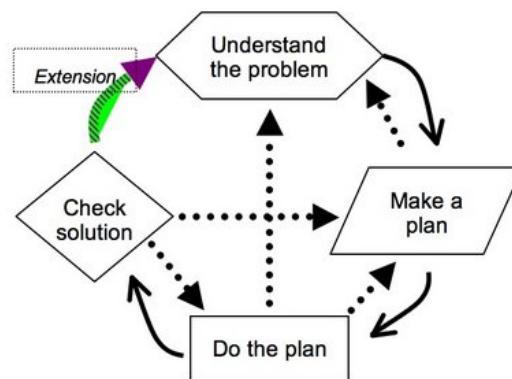 Understand
the problem
Extension
Check
solution
Make a
plan
Do the plan